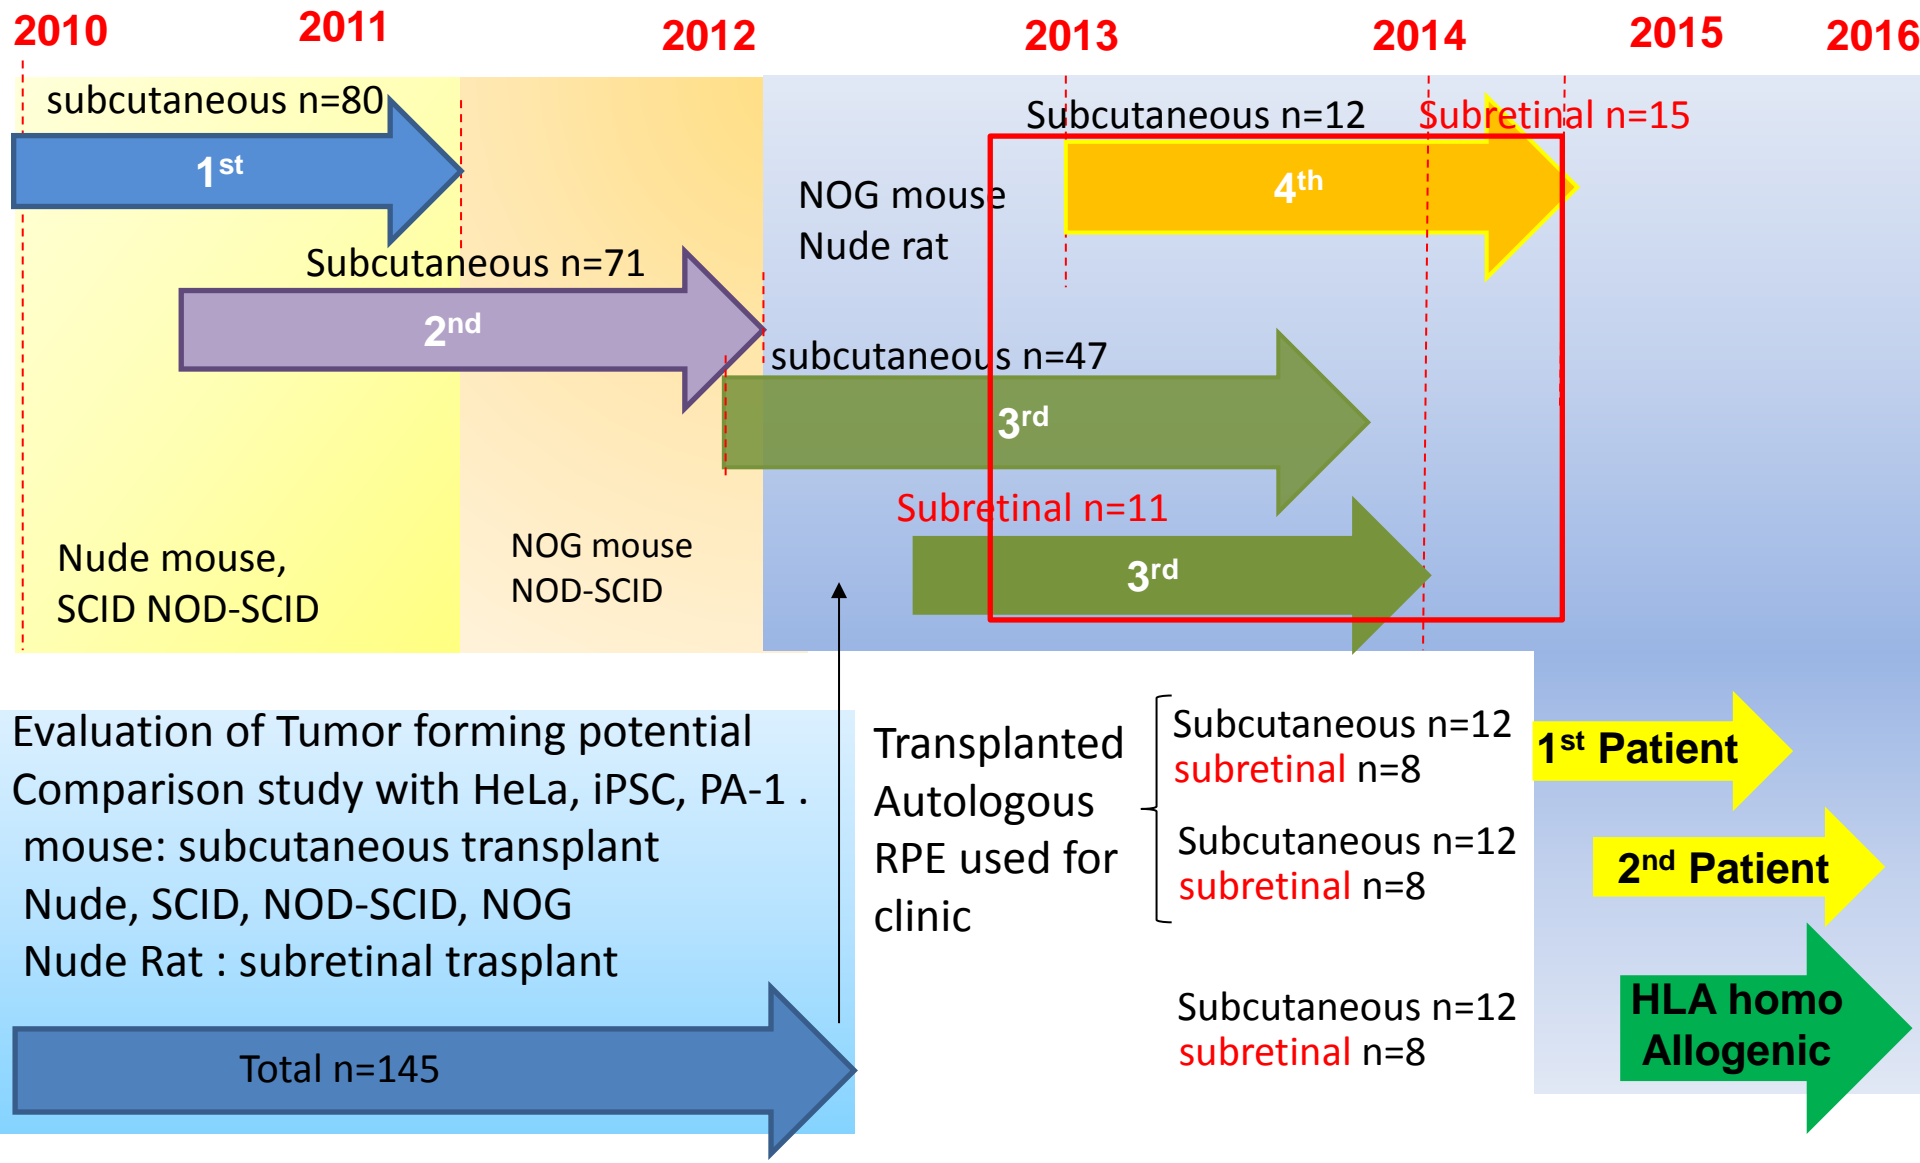 2010 2011 2012 2013 2014 2015 2016
subcutaneous n=80
1st
Subcutaneous n=71
2nd
Nude mouse,
SCID NOD-SCID
NOG mouse
NOD-SCID
NOG mouse
Nude rat
Subcutaneous n=12 Subretinal n=15
4th
subcutaneous n=47
3rd
Subretinal n=11
3rd
Evaluation of Tumor forming potential
Comparison study with HeLa, iPSC, PA-1 .
mouse: subcutaneous transplant
Nude, SCID, NOD-SCID, NOG
Nude Rat : subretinal trasplant
Total n=145
Transplanted
Autologous
RPE used for
clinic
Subcutaneous n=12
subretinal n=8
1st Patient
Subcutaneous n=12
subretinal n=8
2nd Patient
Subcutaneous n=12
subretinal n=8
HLA homo
Allogenic